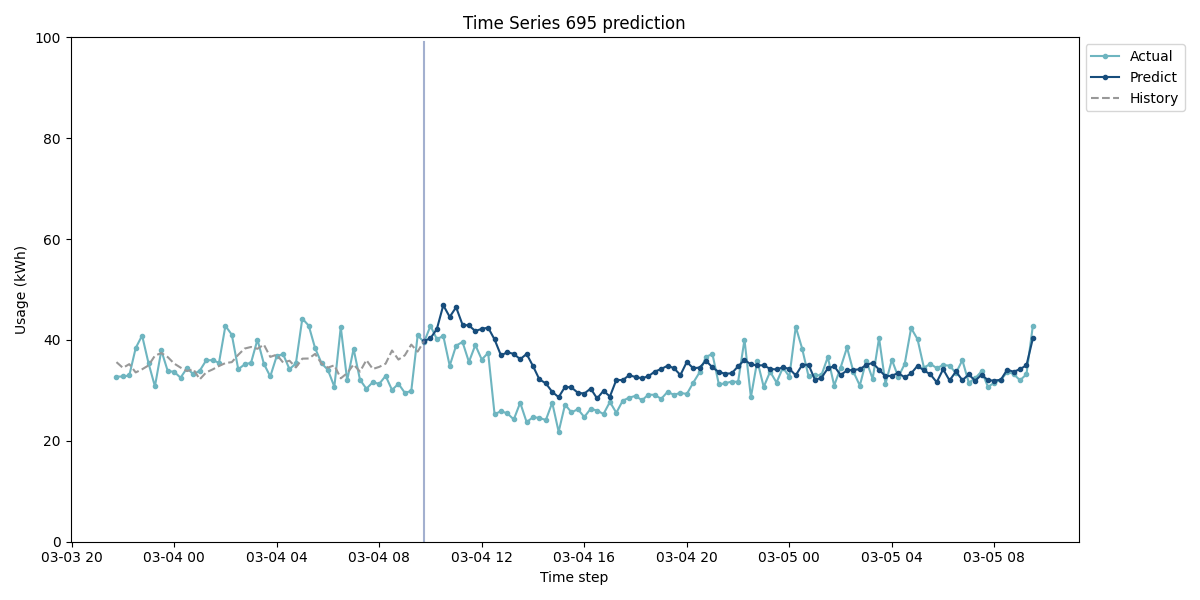 Time Series 695 prediction
Usage (kWh)
100
80
60
40
20
0
03-03 20 03-04 00 03-04 04 03-04 08 03-04 12 03-04 16 03-04 20 03-05 00 03-05 04 03-05 08
Time step
Actual
Predict
History